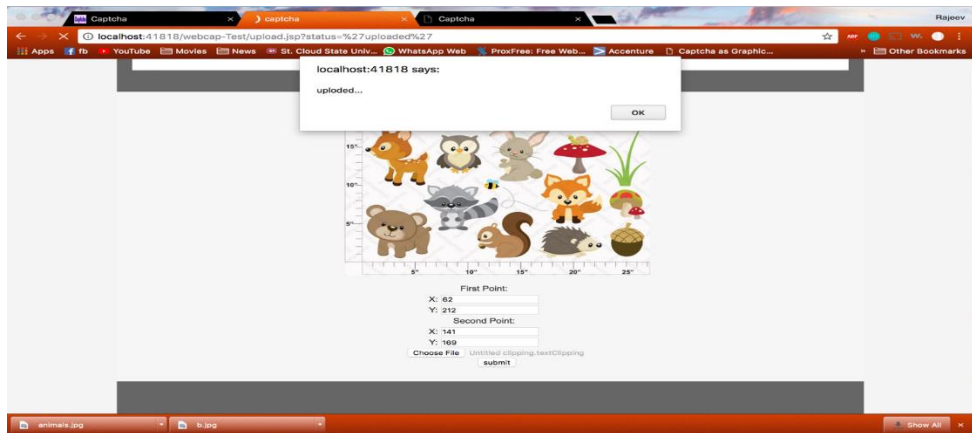 Captcha × captcha × Captcha × Rajeev
localhost:41818/webcap-Test/upload.jsp?status=%27uploaded%27
Apps fb YouTube Movies News St. Cloud State Univ... WhatsApp Web ProxFree: Free Web... Accenture Captcha as Graphic... » Other Bookmarks
localhost:41818 says:
uploded...
OK
15"
10"
5"
5" 10" 15" 20" 25"
First Point:
X: 62
Y: 212
Second Point:
X: 141
Y: 169
Choose File Untitled clipping.textClipping
submit
animals.jpg b.jpg Show All ×